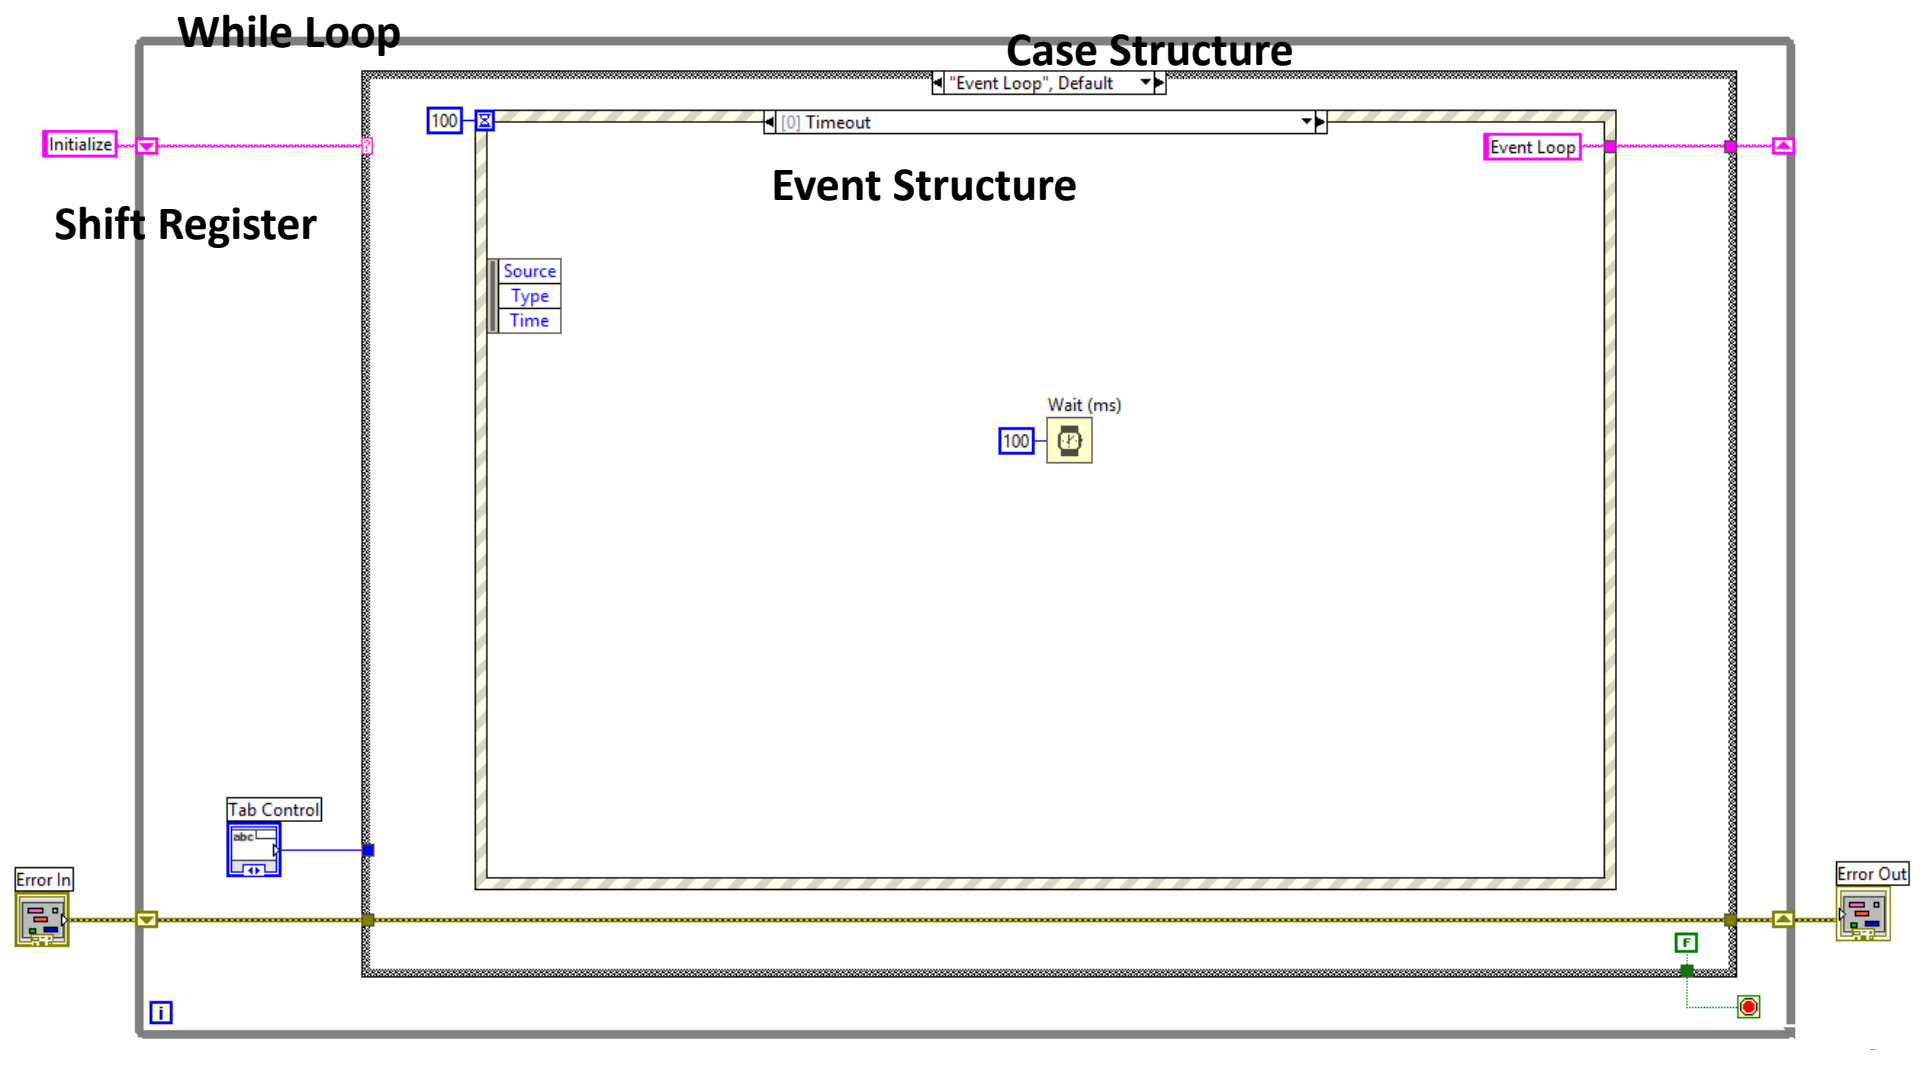 While Loop
Case Structure
"Event Loop", Default
100
[0] Timeout
Initialize
?
Event Loop
Event Structure
Shift Register
Source
Type
Time
Wait (ms)
100
Tab Control
abc
Error In
Error Out
F
i